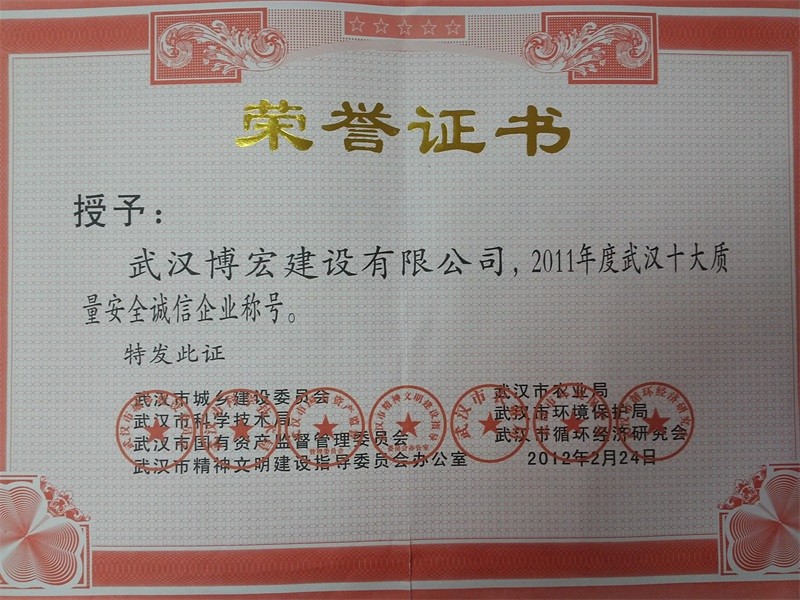 荣誉证书
授予：
武汉博宏建设有限公司，2011年度武汉十大质
量安全诚信企业称号。
特发此证
武汉市城乡建设委员会
武汉市科学技术局
武汉市国有资产监督管理委员会
武汉市精神文明建设指导委员会办公室
武汉市农业局
武汉市环境保护局
武汉市循环经济研究会
2012年2月24日